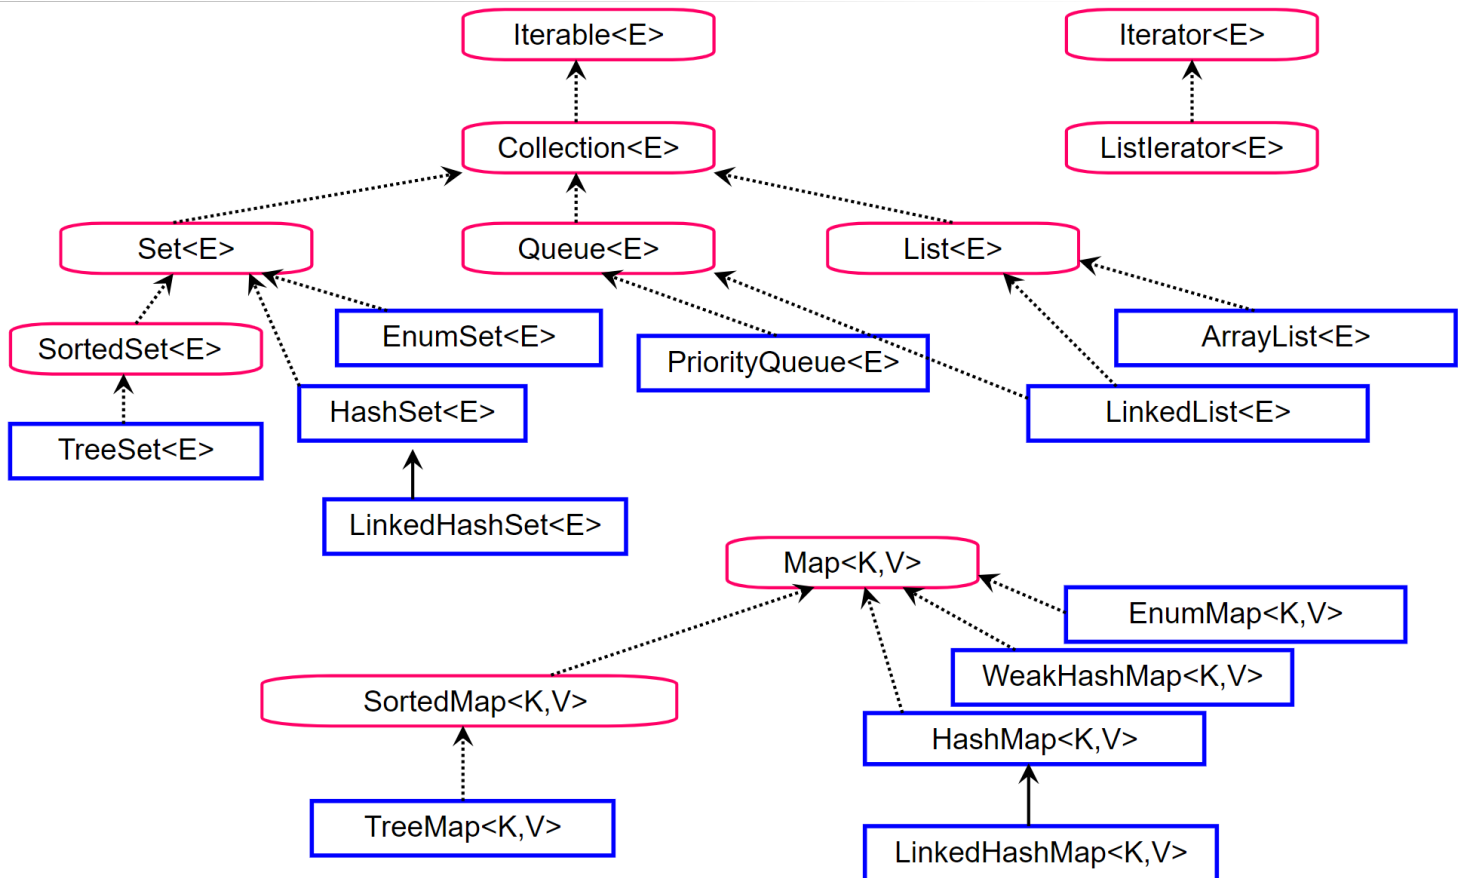 Iterable<E>
Iterator<E>
Collection<E>
ListIerator<E>
Set<E>
Queue<E>
List<E>
SortedSet<E>
EnumSet<E>
PriorityQueue<E>
ArrayList<E>
HashSet<E>
LinkedList<E>
TreeSet<E>
LinkedHashSet<E>
Map<K,V>
EnumMap<K,V>
WeakHashMap<K,V>
SortedMap<K,V>
HashMap<K,V>
TreeMap<K,V>
LinkedHashMap<K,V>